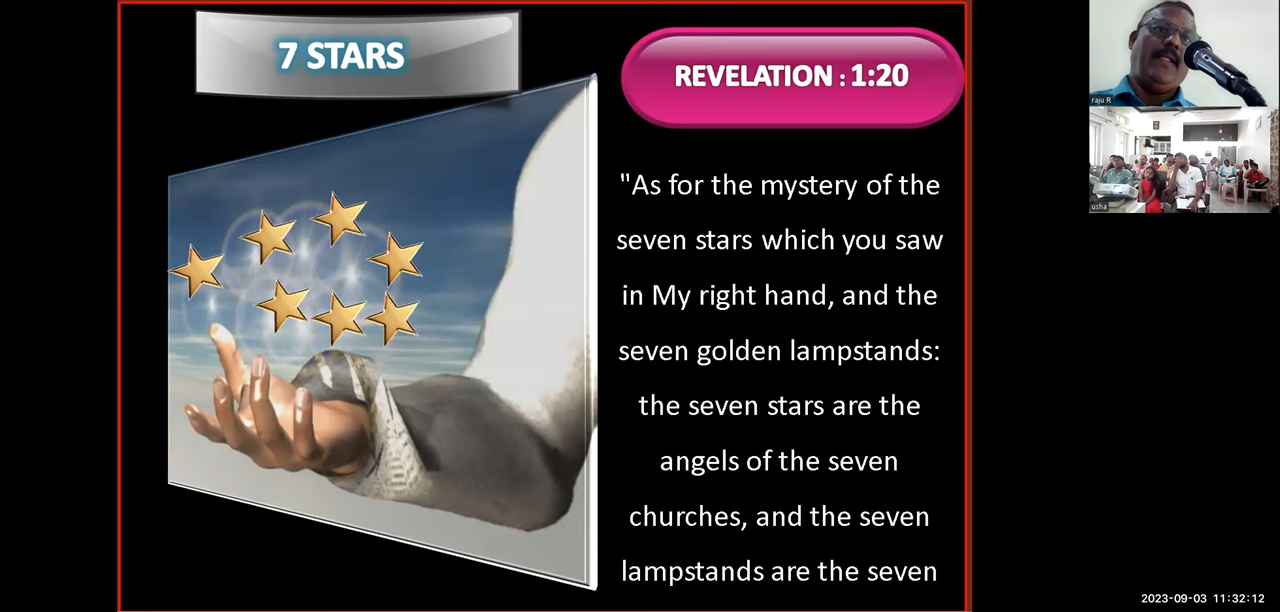 7 STARS
REVELATION : 1:20
"As for the mystery of the
seven stars which you saw
in My right hand, and the
seven golden lampstands:
the seven stars are the
angels of the seven
churches, and the seven
lampstands are the seven
raju R
usha
2023-09-03 11:32:12